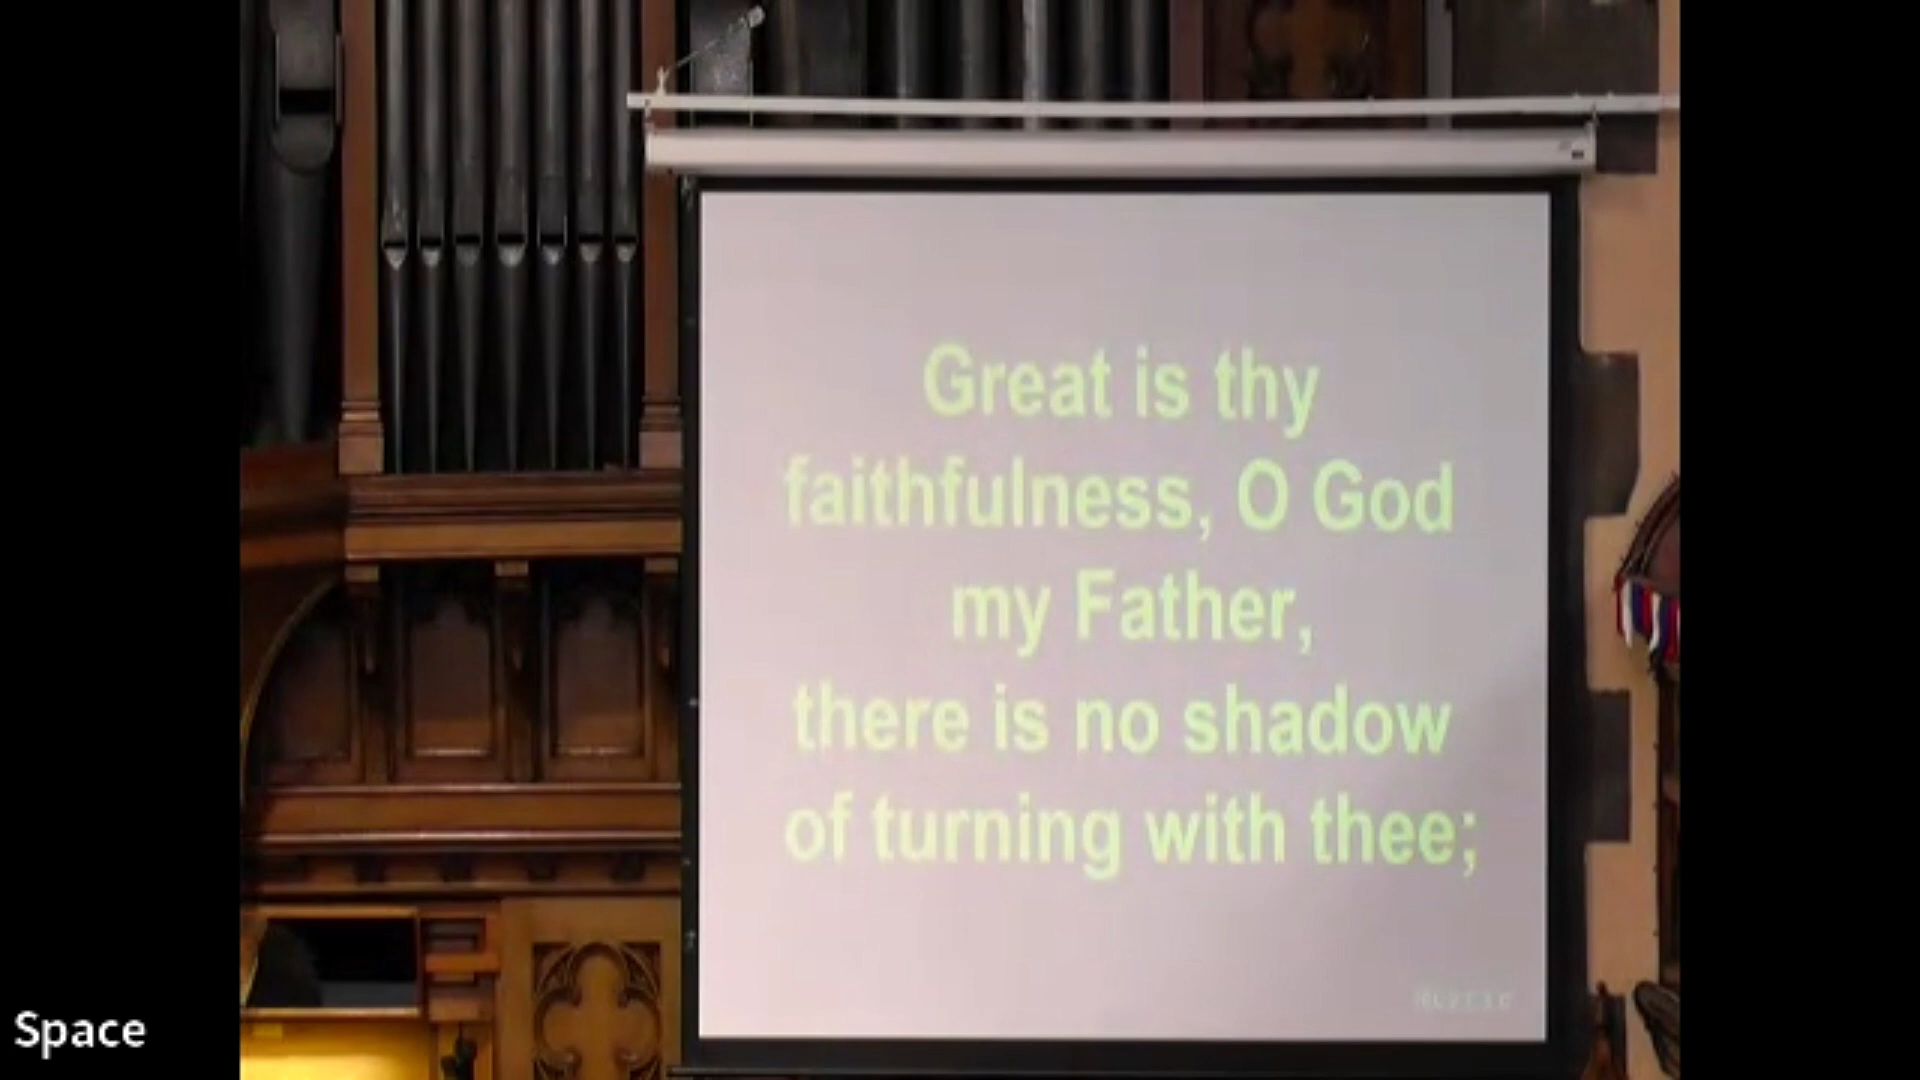 Great is thy
faithfulness, O God
my Father,
there is no shadow
of turning with thee;
Space